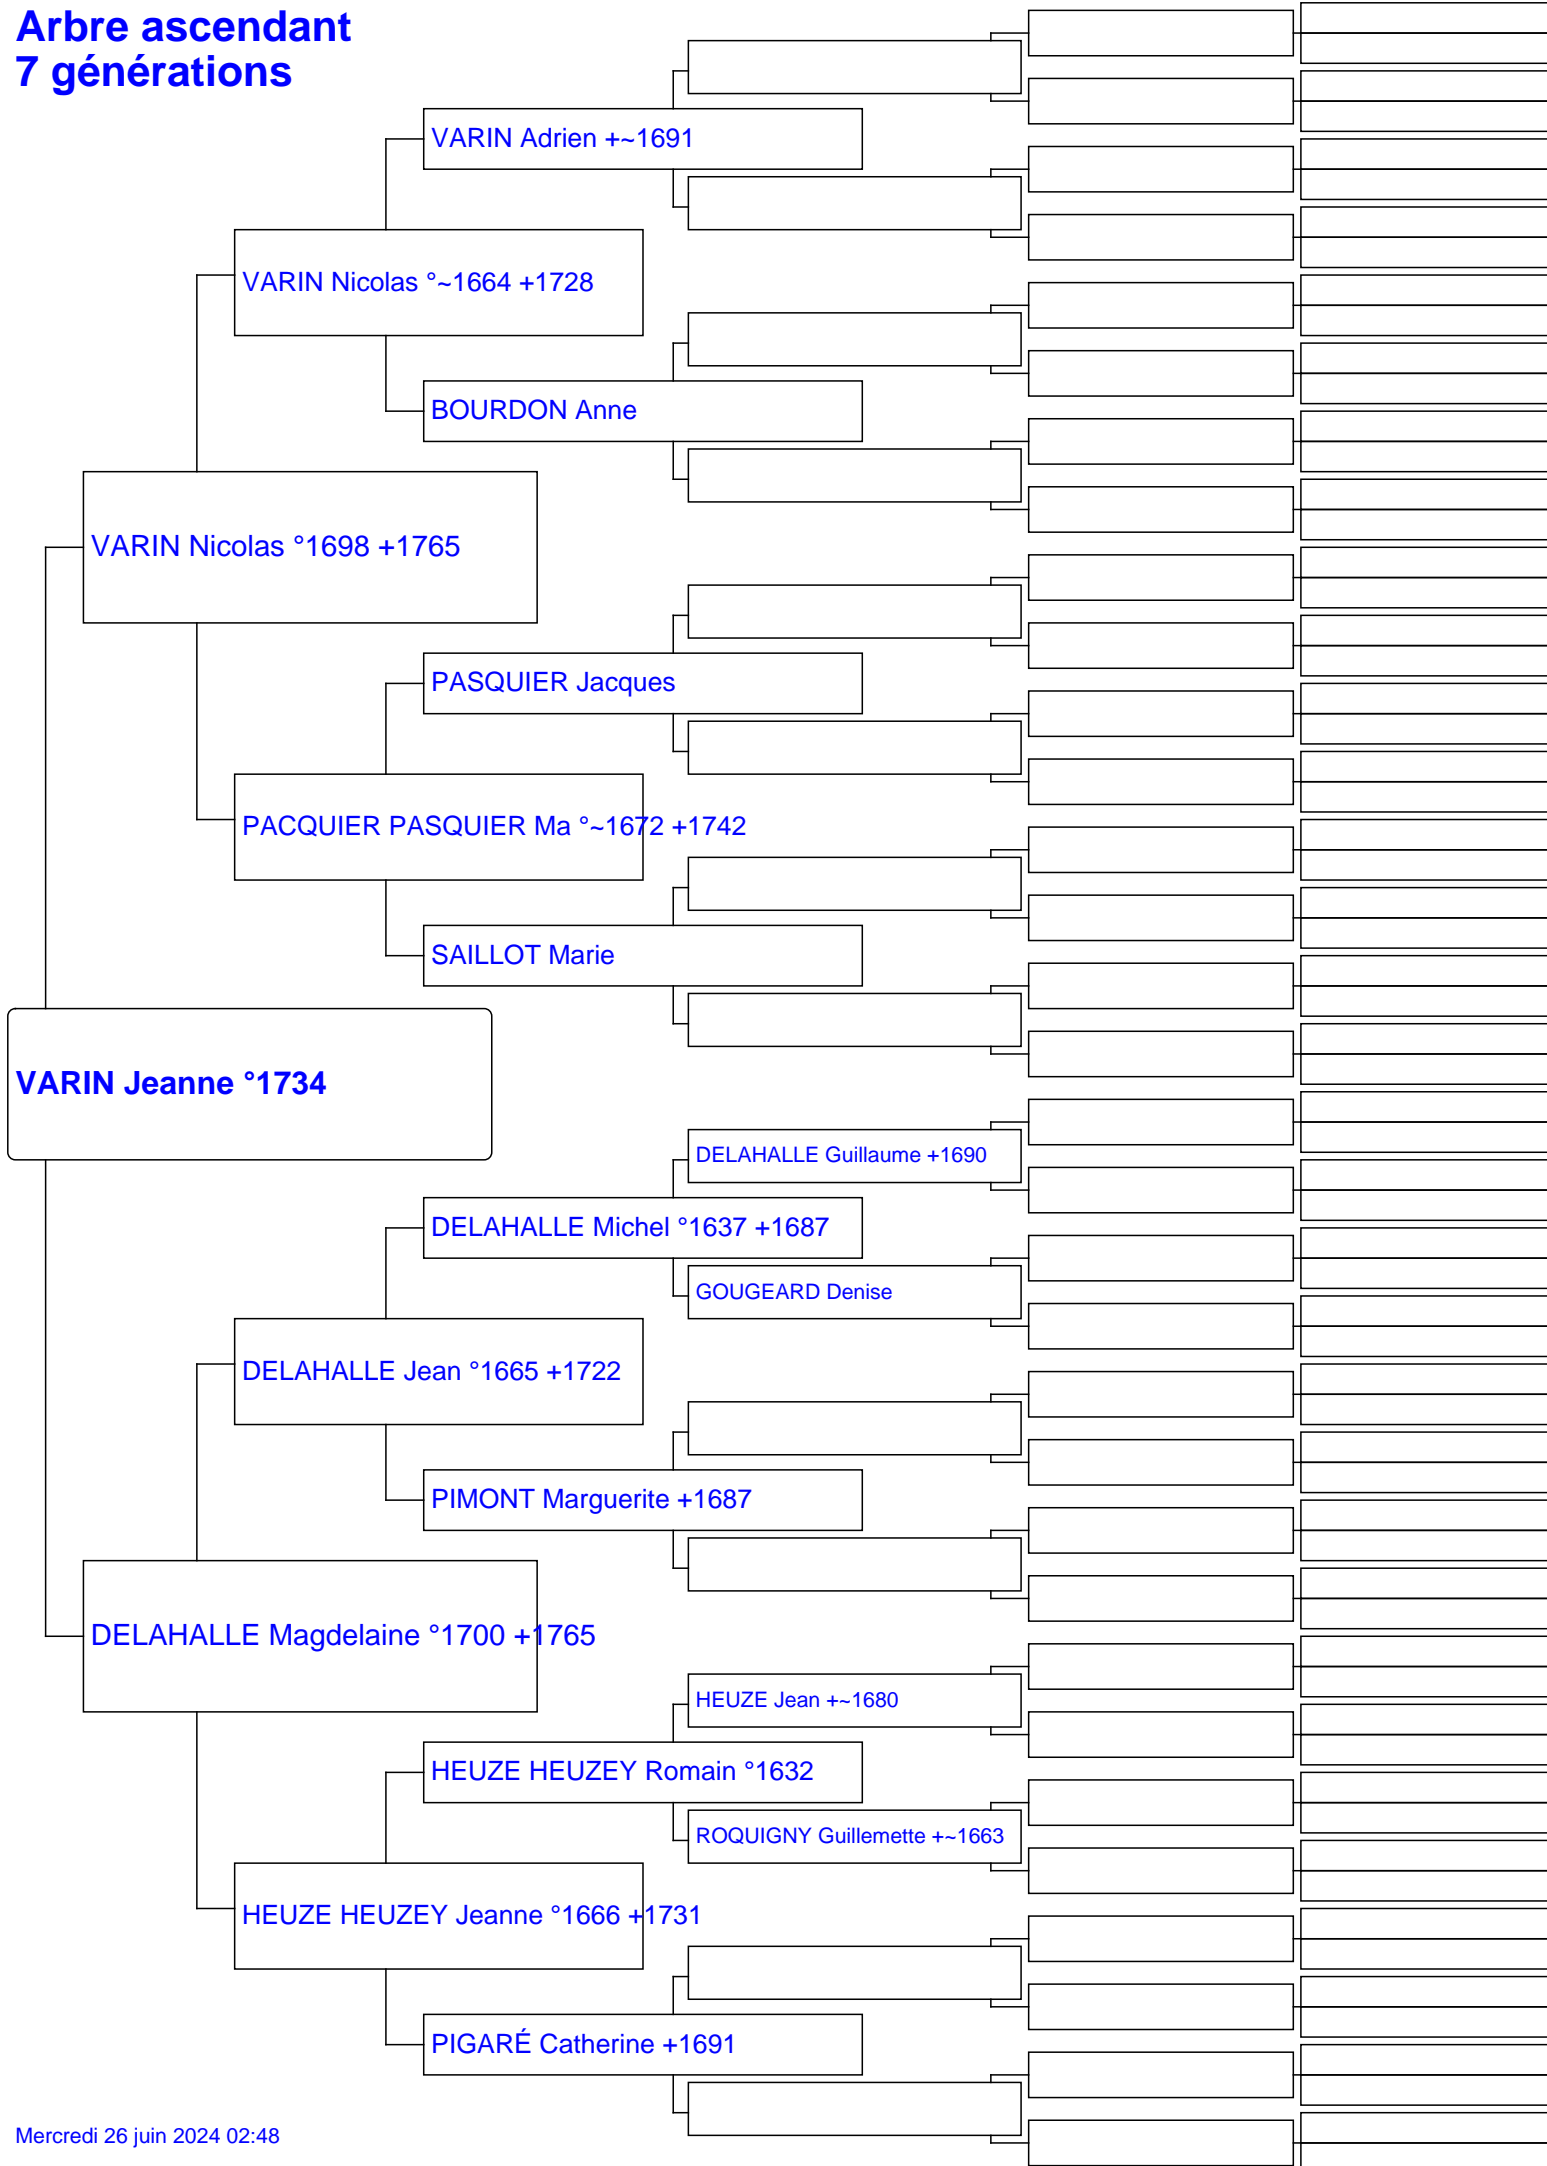 Arbre ascendant
7 générations
VARIN Adrien +~1691
VARIN Nicolas °~1664 +1728
BOURDON Anne
VARIN Nicolas °1698 +1765
PASQUIER Jacques
PACQUIER PASQUIER Ma °~1672 +1742
SAILLOT Marie
VARIN Jeanne °1734
DELAHALLE Guillaume +1690
DELAHALLE Michel °1637 +1687
GOUGEARD Denise
DELAHALLE Jean °1665 +1722
PIMONT Marguerite +1687
DELAHALLE Magdelaine °1700 +1765
HEUZE Jean +~1680
HEUZE HEUZEY Romain °1632
ROQUIGNY Guillemette +~1663
HEUZE HEUZEY Jeanne °1666 +1731
PIGARÉ Catherine +1691
Mercredi 26 juin 2024 02:48